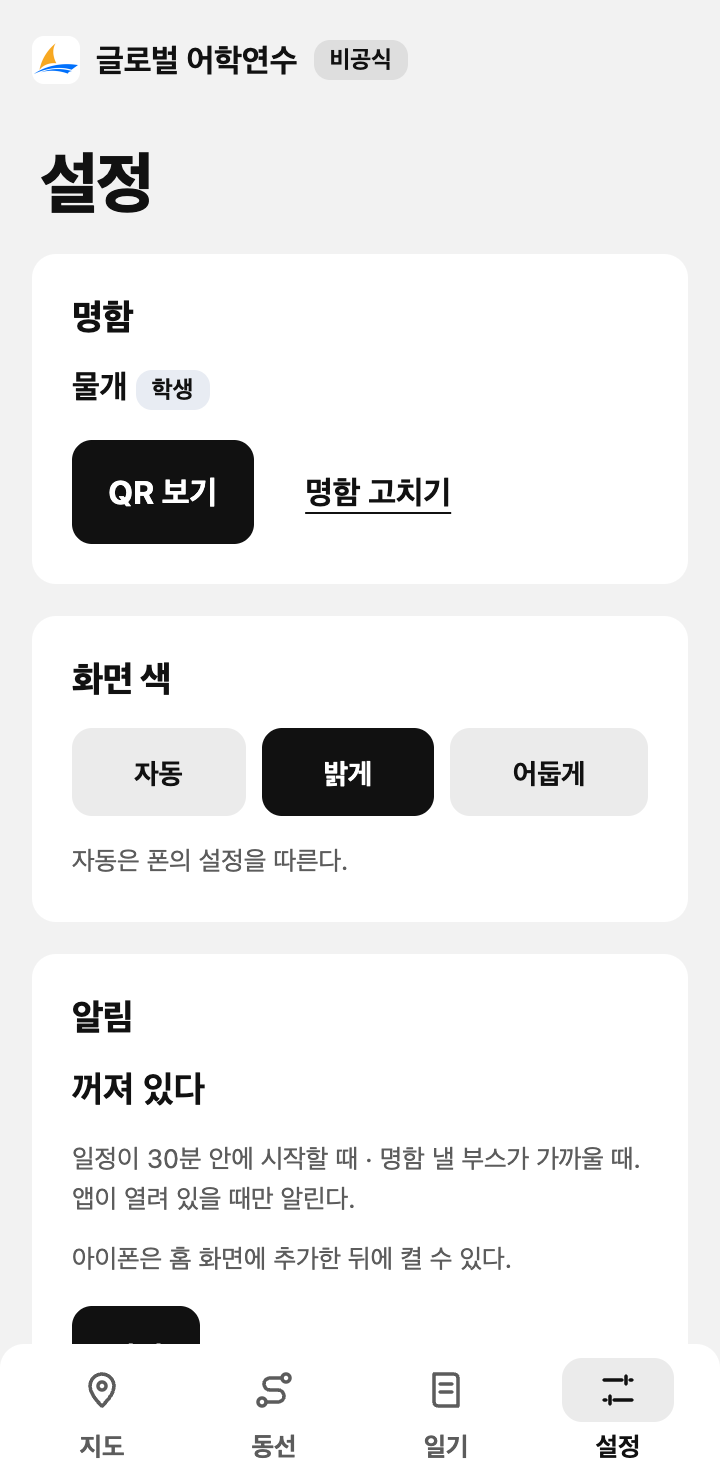 글로벌 어학연수 비공식
설정
명함
물개 학생
QR 보기 명함 고치기
화면 색
자동 밝게 어둡게
자동은 폰의 설정을 따른다.
알림
꺼져 있다
일정이 30분 안에 시작할 때 · 명함 낼 부스가 가까울 때.
앱이 열려 있을 때만 알린다.
아이폰은 홈 화면에 추가한 뒤에 켤 수 있다.
지도 동선 일기 설정